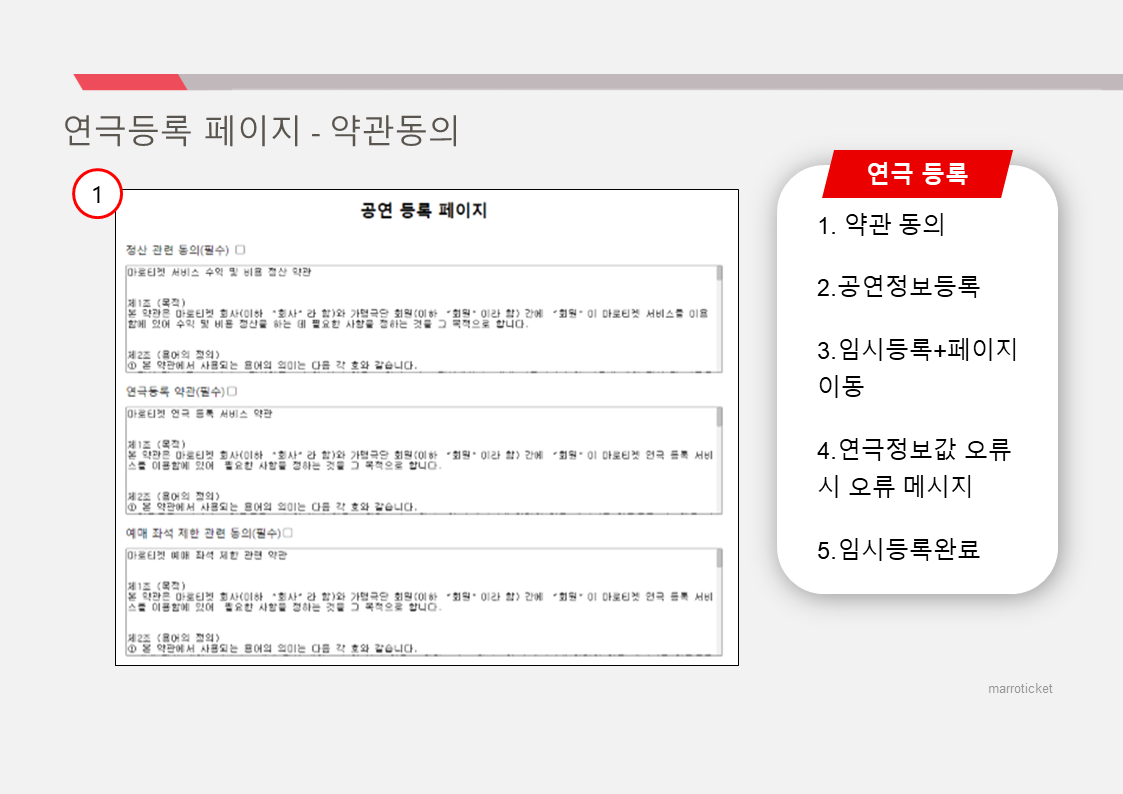 연극등록 페이지 - 약관동의
1
공연 등록 페이지
정산 관련 동의(필수)
마로티켓 서비스 수익 및 비용 정산 약관
제1조 (목적)
본 약관은 마로티켓 회사(이하 "회사" 라 함)와 가맹극단 회원(이하 "회원" 이라 함) 간에 "회원" 이 마로티켓 서비스를 이용
함에 있어 수익 및 비용 정산을 하는 데 필요한 사항을 정하는 것을 그 목적으로 합니다.
제2조 (용어의 정의)
① 본 약관에서 사용되는 용어의 의미는 다음 각 호와 같습니다.
연극등록 약관(필수)
마로티켓 연극 등록 서비스 약관
제1조 (목적)
본 약관은 마로티켓 회사(이하 "회사" 라 함)와 가맹극단 회원(이하 "회원" 이라 함) 간에 "회원" 이 마로티켓 연극 등록 서비
스를 이용함에 있어 필요한 사항을 정하는 것을 그 목적으로 합니다.
제2조 (용어의 정의)
① 본 약관에서 사용되는 용어의 의미는 다음 각 호와 같습니다.
예매 좌석 제한 관련 동의(필수)
마로티켓 예매 좌석 제한 관련 약관
제1조 (목적)
본 약관은 마로티켓 회사(이하 "회사" 라 함)와 가맹극단 회원(이하 "회원" 이라 함) 간에 "회원" 이 마로티켓 연극 등록 서비
스를 이용함에 있어 필요한 사항을 정하는 것을 그 목적으로 합니다.
제2조 (용어의 정의)
① 본 약관에서 사용되는 용어의 의미는 다음 각 호와 같습니다.
연극 등록
1. 약관 동의
2.공연정보등록
3.임시등록+페이지
이동
4.연극정보값 오류
시 오류 메시지
5.임시등록완료
marroticket